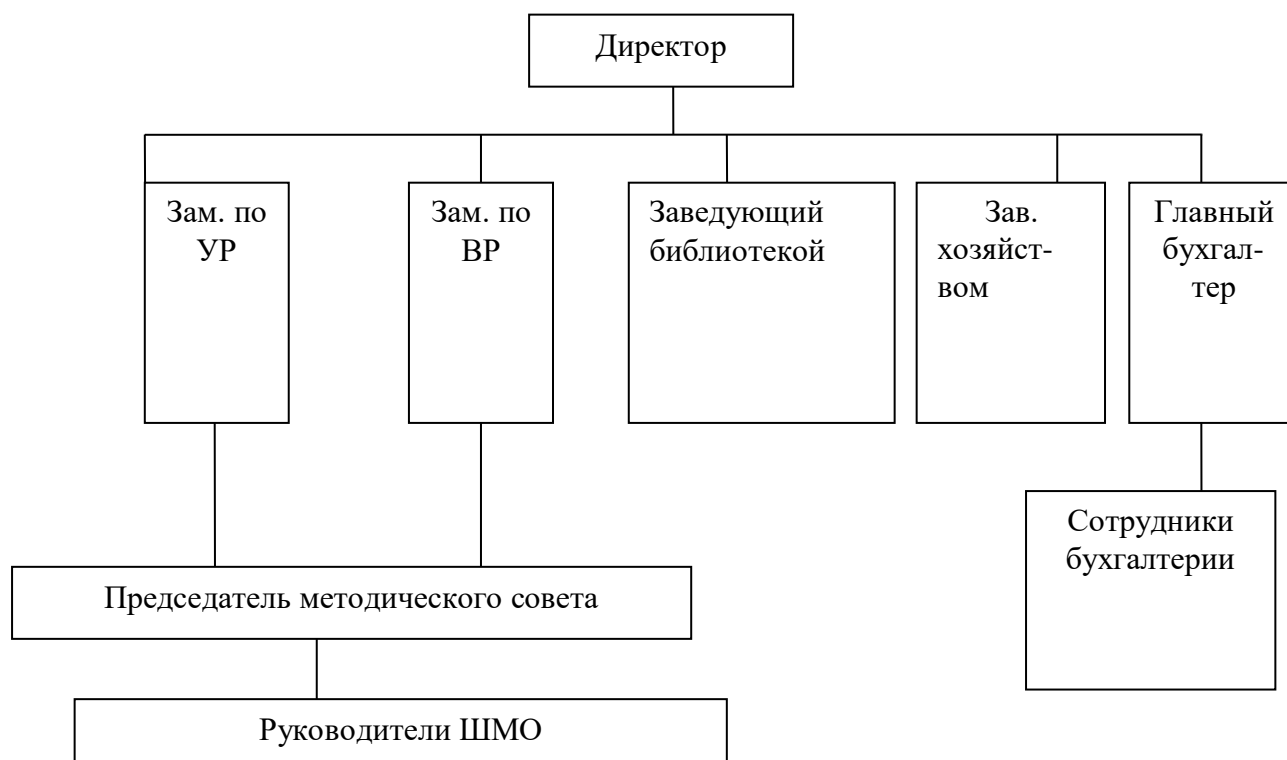 Директор
Зам. по
УР
Зам. по
ВР
Заведующий
библиотекой
Зав.
хозяйст-
вом
Главный
бухгал-
тер
Сотрудники
бухгалтерии
Председатель методического совета
Руководители ШМО